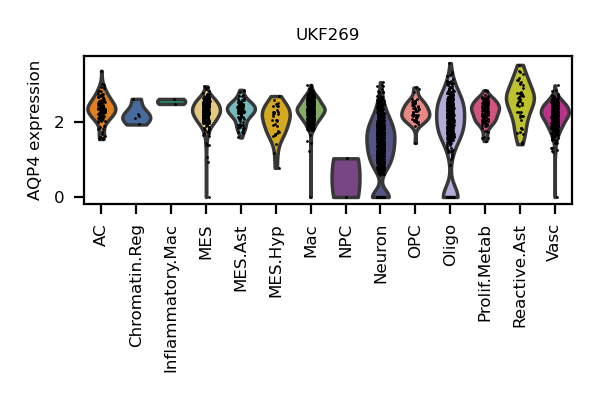 UKF269
AQP4 expression
2
0
AC
Chromatin.Reg
Inflammatory.Mac
MES
MES.Ast
MES.Hyp
Mac
NPC
Neuron
OPC
Oligo
Prolif.Metab
Reactive.Ast
Vasc